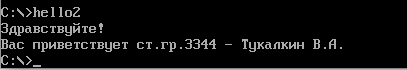 C:\>hello2
Здравствуйте!
Вас приветствует ст.гр.3344 - Тукалкин В.А.
C:\>_